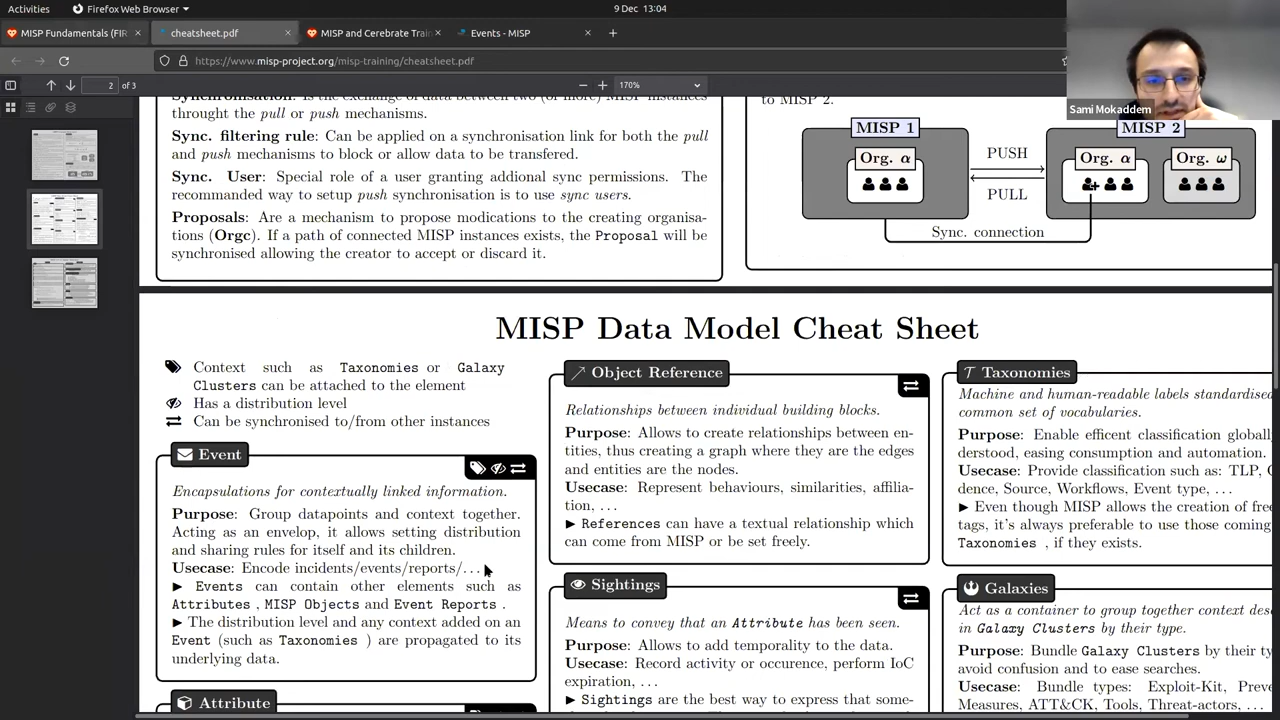 Activities
Firefox Web Browser
9 Dec 13:04
MISP Fundamentals (FIR
cheatsheet.pdf
MISP and Cerebrate Train
Events - MISP
https://www.misp-project.org/misp-training/cheatsheet.pdf
2
of 3
170%
Sami Mokaddem
throught the pull or push mechanisms.
Sync. filtering rule: Can be applied on a synchronisation link for both the pull
and push mechanisms to block or allow data to be transfered.
Sync. User: Special role of a user granting addional sync permissions. The
recommanded way to setup push synchronisation is to use sync users.
Proposals: Are a mechanism to propose modications to the creating organisa-
tions (Orgc). If a path of connected MISP instances exists, the Proposal will be
synchronised allowing the creator to accept or discard it.
to MISP 2.
MISP 1
MISP 2
Org. α
PUSH
PULL
Org. α
Org. ω
Sync. connection
MISP Data Model Cheat Sheet
Context such as Taxonomies or Galaxy
Clusters can be attached to the element
Has a distribution level
Can be synchronised to/from other instances
Event
Encapsulations for contextually linked information.
Purpose: Group datapoints and context together.
Acting as an envelop, it allows setting distribution
and sharing rules for itself and its children.
Usecase: Encode incidents/events/reports/...
▶ Events can contain other elements such as
Attributes , MISP Objects and Event Reports .
▶ The distribution level and any context added on an
Event (such as Taxonomies ) are propagated to its
underlying data.
Attribute
Object Reference
Relationships between individual building blocks.
Purpose: Allows to create relationships between en-
tities, thus creating a graph where they are the edges
and entities are the nodes.
Usecase: Represent behaviours, similarities, affilia-
tion, ...
▶ References can have a textual relationship which
can come from MISP or be set freely.
Sightings
Means to convey that an Attribute has been seen.
Purpose: Allows to add temporality to the data.
Usecase: Record activity or occurence, perform IoC
expiration, ...
▶ Sightings are the best way to express that some-
Taxonomies
Machine and human-readable labels standardised
common set of vocabularies.
Purpose: Enable efficent classification globall
derstood, easing consumption and automation.
Usecase: Provide classification such as: TLP, C
dence, Source, Workflows, Event type, ...
▶ Even though MISP allows the creation of free
tags, it's always preferable to use those coming
Taxonomies , if they exists.
Galaxies
Act as a container to group together context desc
in Galaxy Clusters by their type.
Purpose: Bundle Galaxy Clusters by their ty
avoid confusion and to ease searches.
Usecase: Bundle types: Exploit-Kit, Preve
Measures, ATT&CK, Tools, Threat-actors, ...